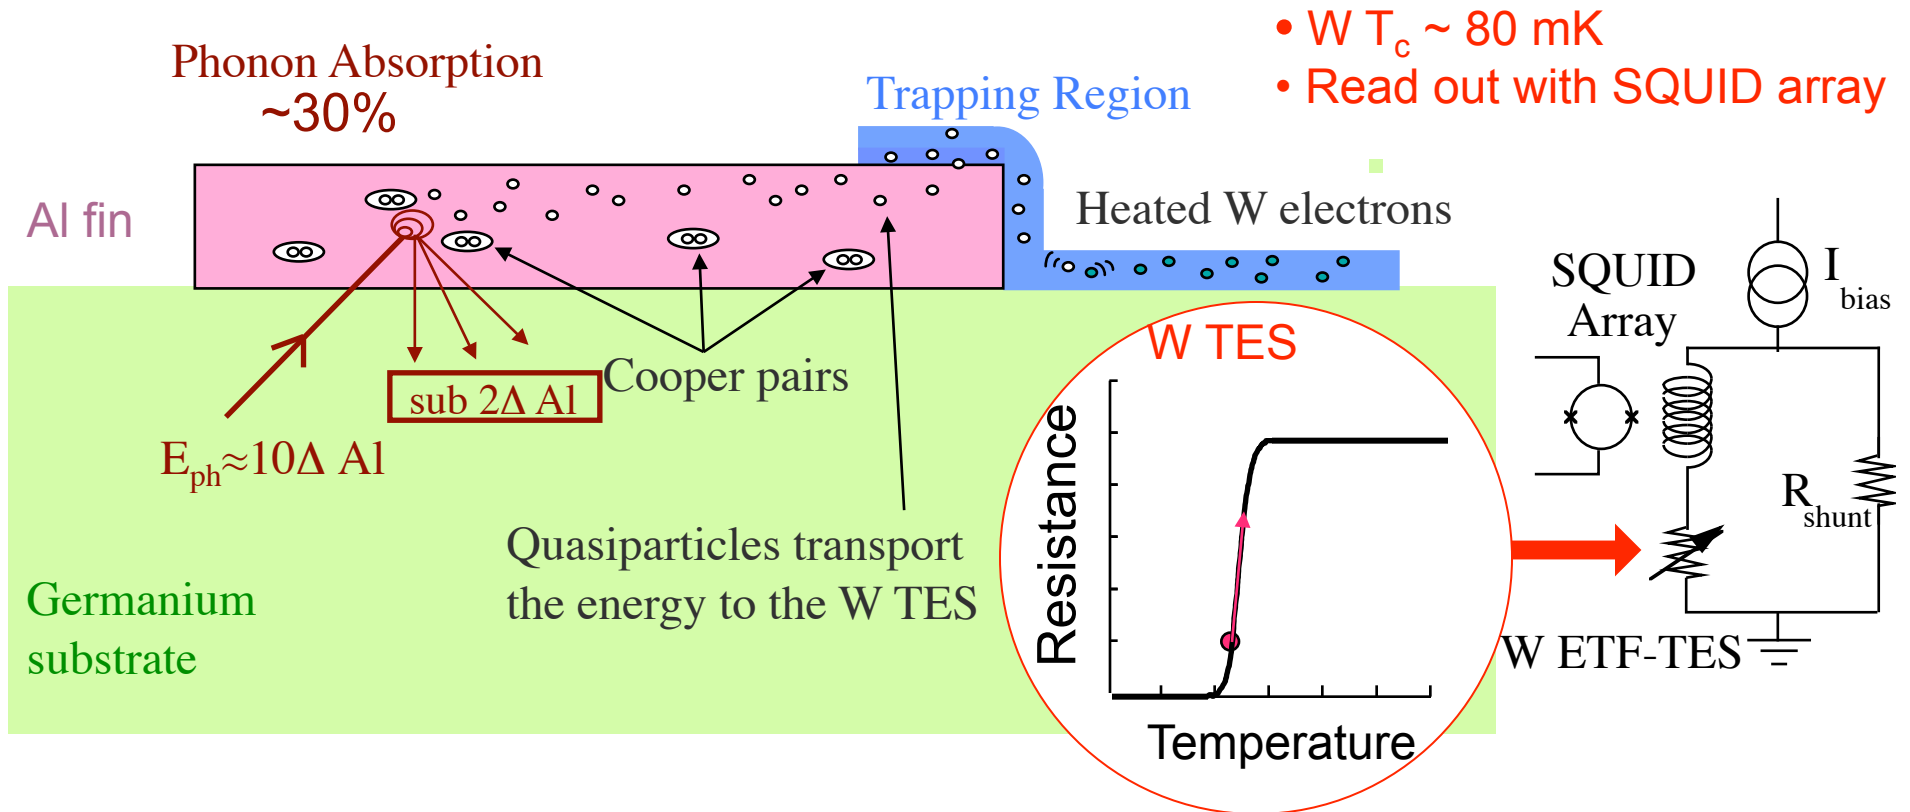 • W Tc ~ 80 mK
• Read out with SQUID array
Phonon Absorption
~30%
Trapping Region
Al fin
Heated W electrons
SQUID
Array
I bias
W TES
Cooper pairs
sub 2Δ Al
Eph≈10Δ Al
Resistance
R shunt
Quasiparticles transport
the energy to the W TES
Germanium
substrate
W ETF-TES
Temperature